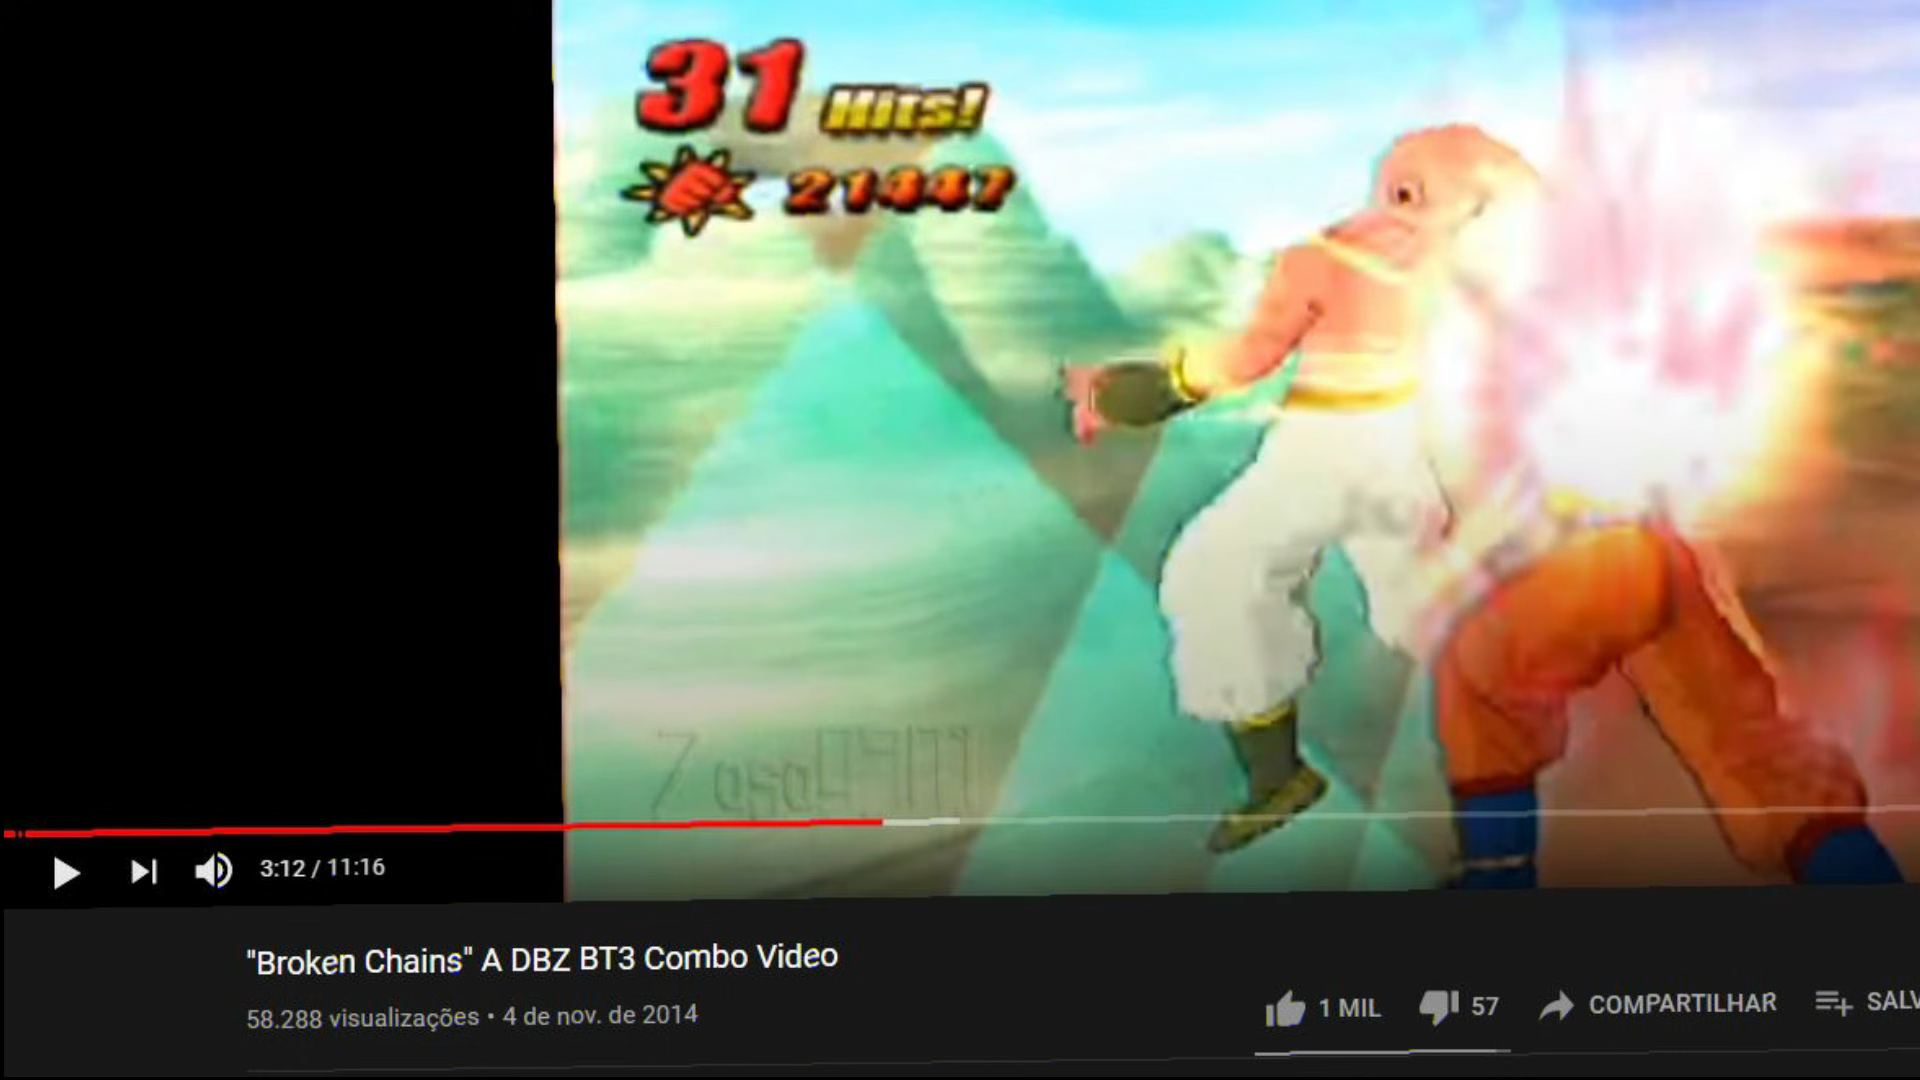 31 Hits!
21447
3:12 / 11:16
"Broken Chains" A DBZ BT3 Combo Video
58.288 visualizações • 4 de nov. de 2014
1 MIL
57
COMPARTILHAR
SALV